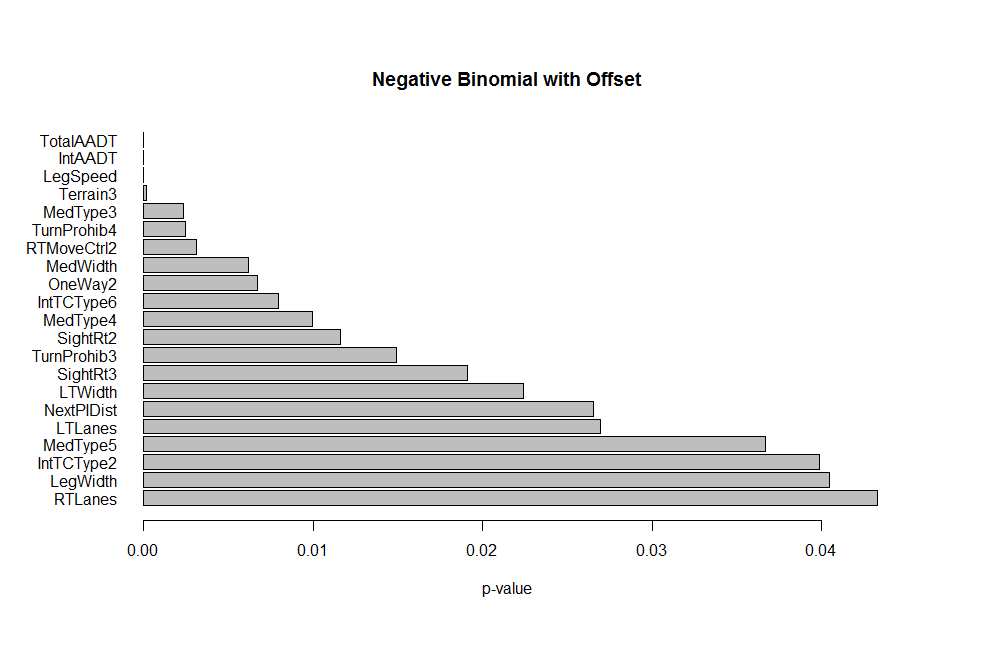 Negative Binomial with Offset
TotalAADT
IntAADT
LegSpeed
Terrain3
MedType3
TurnProhib4
RTMoveCtrl2
MedWidth
OneWay2
IntTCType6
MedType4
SightRt2
TurnProhib3
SightRt3
LTWidth
NextPIDist
LTLanes
MedType5
IntTCType2
LegWidth
RTLanes
0.00 0.01 0.02 0.03 0.04
p-value